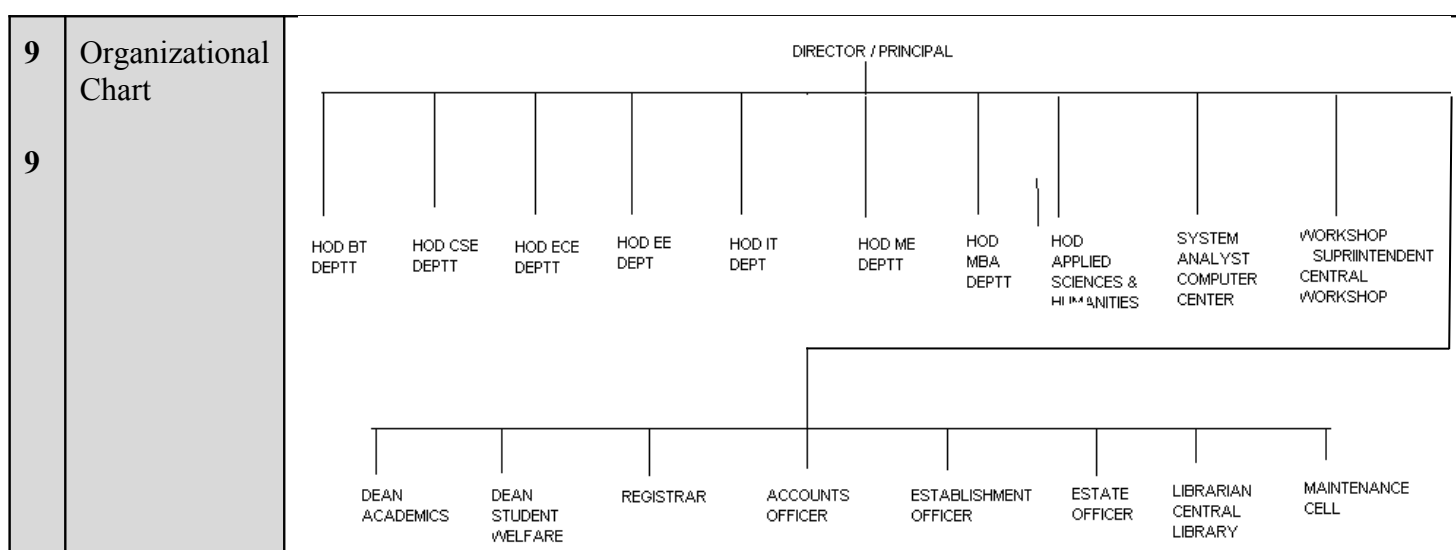 9
Organizational
Chart
9
DIRECTOR / PRINCIPAL
HOD BT
DEPTT
HOD CSE
DEPTT
HOD ECE
DEPTT
HOD EE
DEPT
HOD IT
DEPT
HOD ME
DEPTT
HOD
MBA
DEPTT
HOD
APPLIED
SCIENCES &
HUMANITIES
SYSTEM
ANALYST
COMPUTER
CENTER
WORKSHOP
SUPRIINTENDENT
CENTRAL
WORKSHOP
DEAN
ACADEMICS
DEAN
STUDENT
WELFARE
REGISTRAR
ACCOUNTS
OFFICER
ESTABLISHMENT
OFFICER
ESTATE
OFFICER
LIBRARIAN
CENTRAL
LIBRARY
MAINTENANCE
CELL